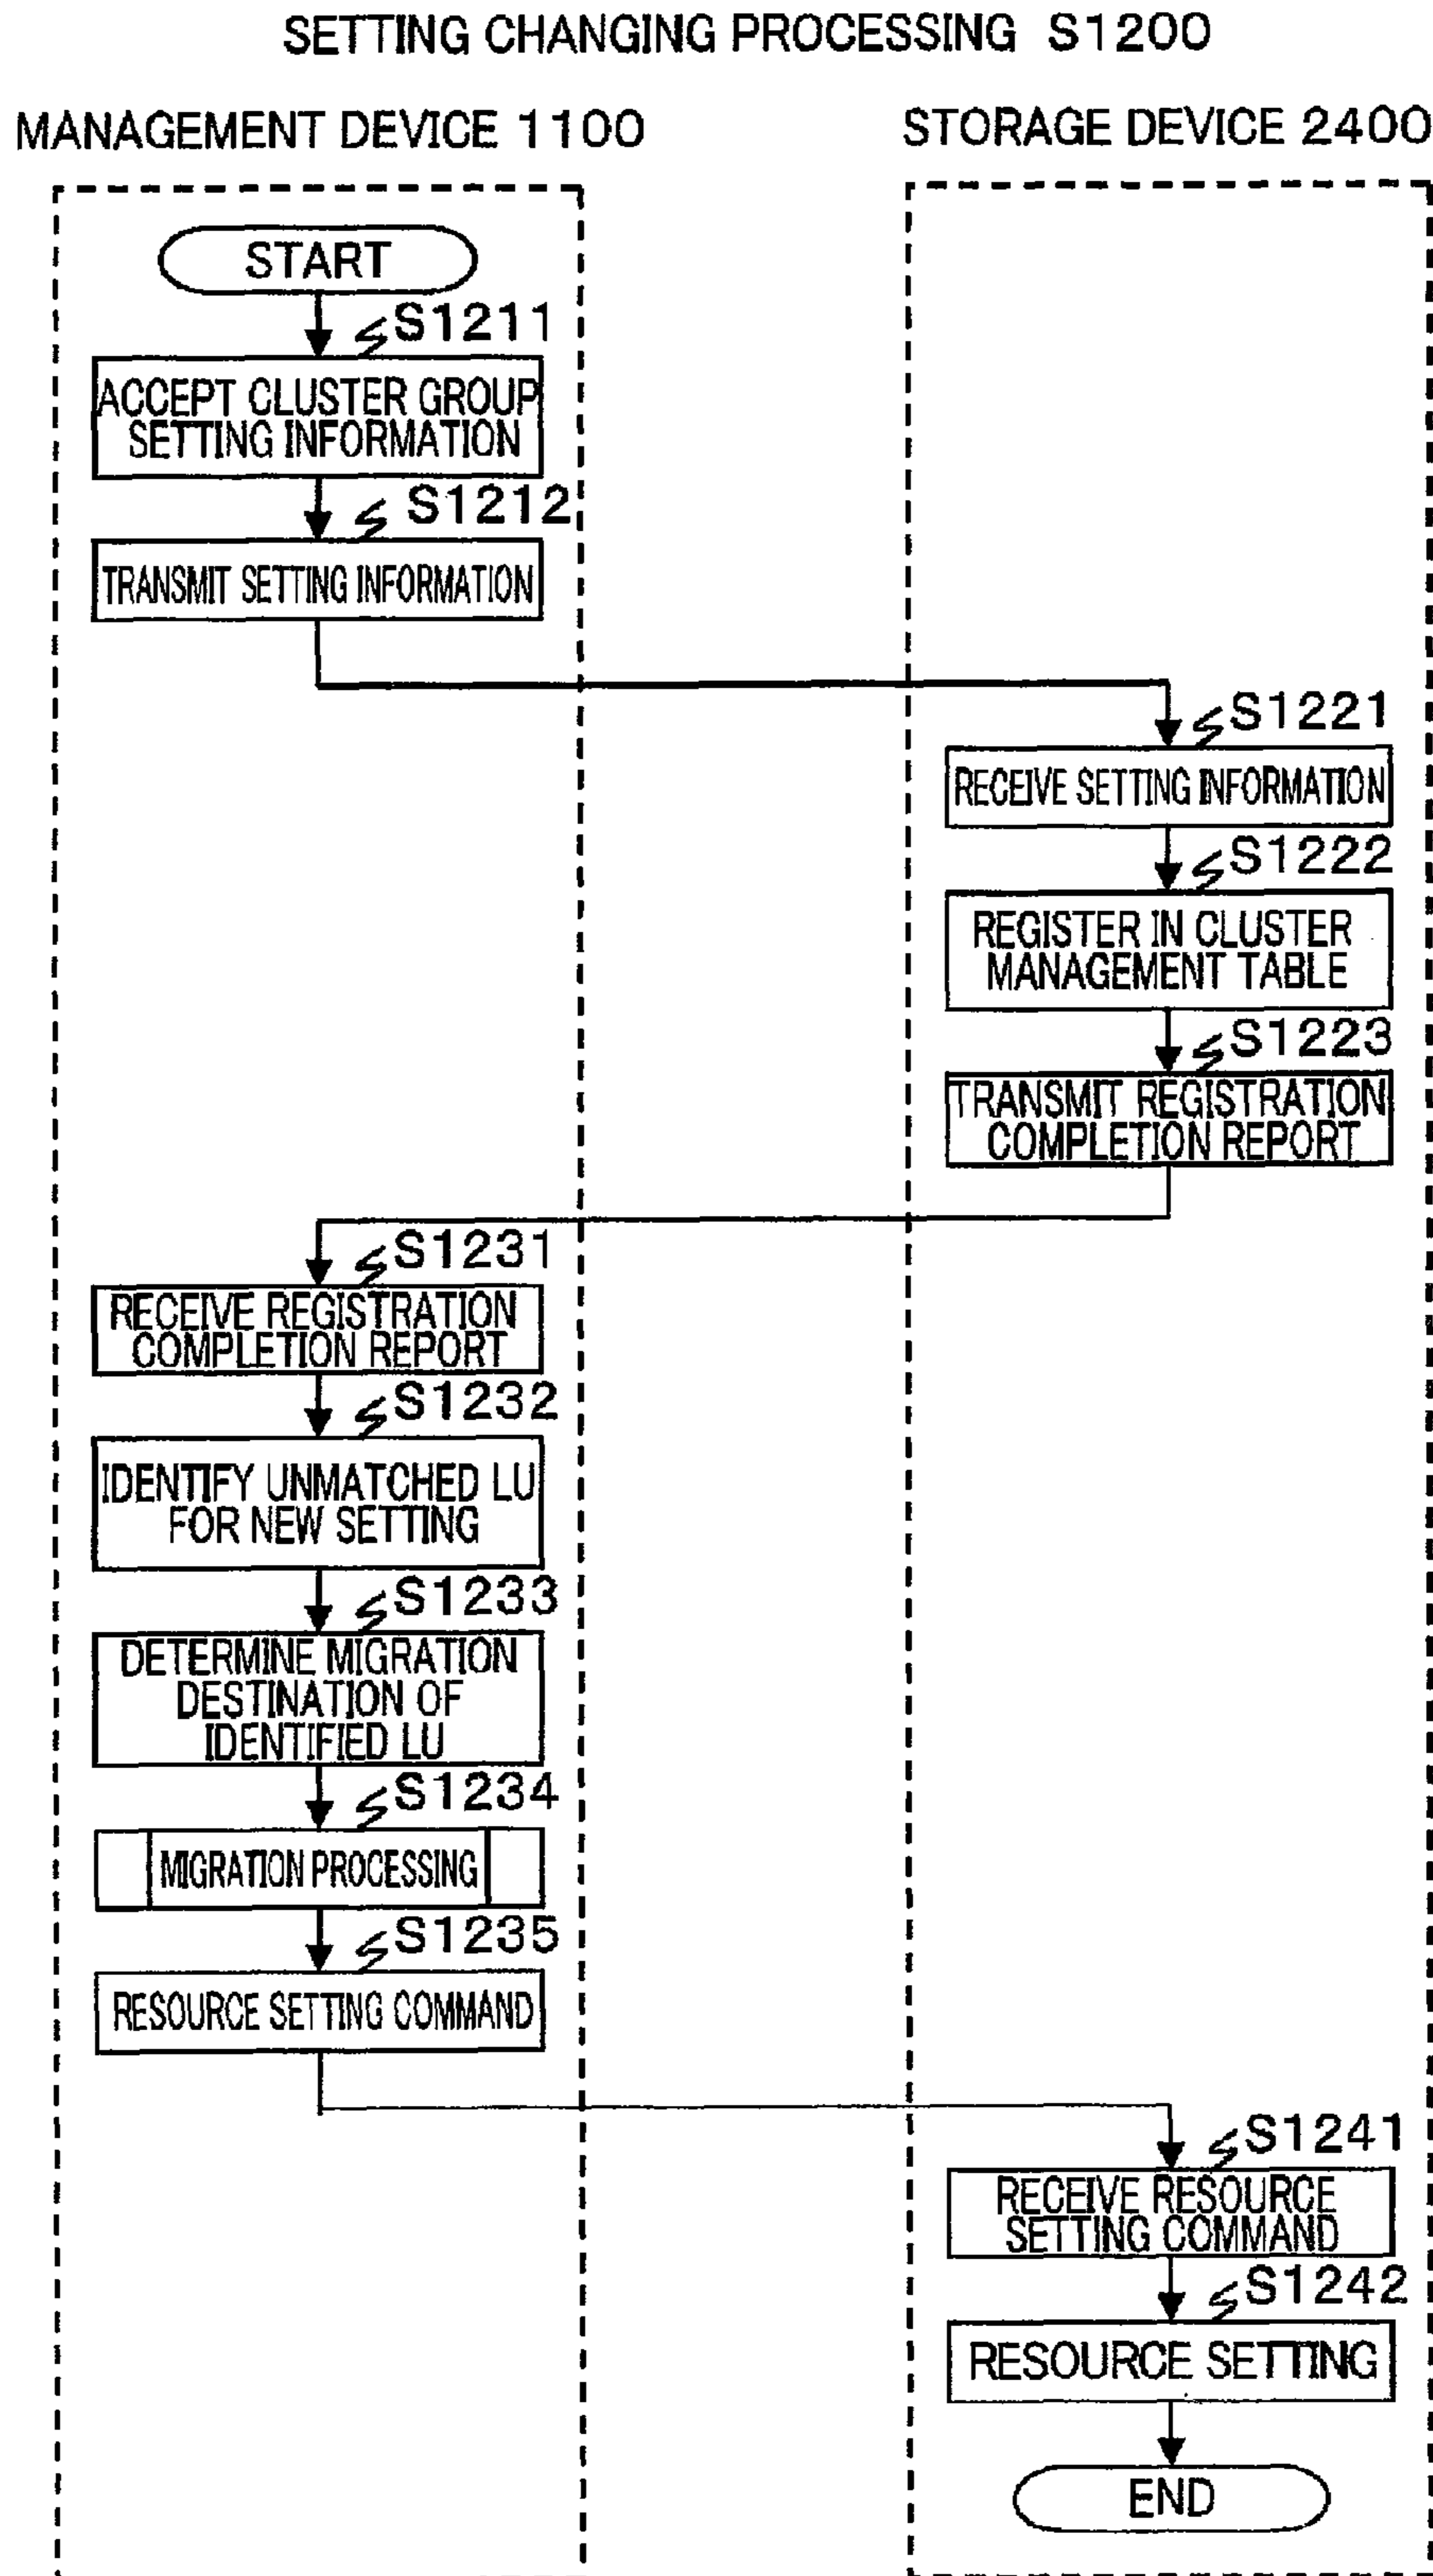 SETTING CHANGING PROCESSING S1200
MANAGEMENT DEVICE 1100
STORAGE DEVICE 2400
START
S1211
ACCEPT CLUSTER GROUP
SETTING INFORMATION
S1212
TRANSMIT SETTING INFORMATION
S1221
RECEIVE SETTING INFORMATION
S1222
REGISTER IN CLUSTER
MANAGEMENT TABLE
S1223
TRANSMIT REGISTRATION
COMPLETION REPORT
S1231
RECEIVE REGISTRATION
COMPLETION REPORT
S1232
IDENTIFY UNMATCHED LU
FOR NEW SETTING
S1233
DETERMINE MIGRATION
DESTINATION OF
IDENTIFIED LU
S1234
MIGRATION PROCESSING
S1235
RESOURCE SETTING COMMAND
S1241
RECEIVE RESOURCE
SETTING COMMAND
S1242
RESOURCE SETTING
END